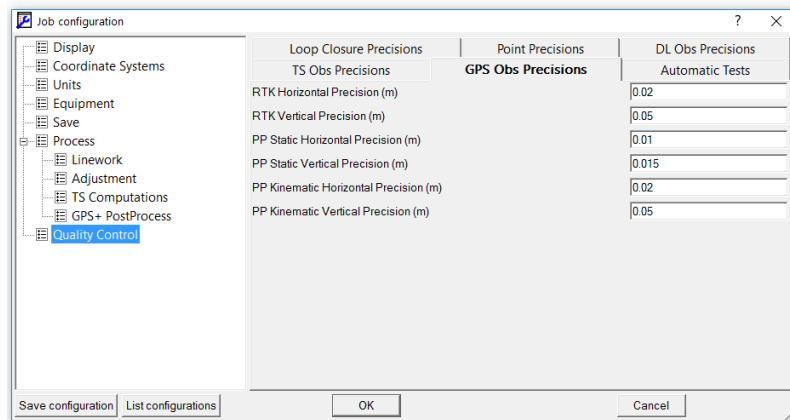 Job configuration
?
Display
Coordinate Systems
Units
Equipment
Save
Process
Linework
Adjustment
TS Computations
GPS+ PostProcess
Quality Control
Loop Closure Precisions Point Precisions DL Obs Precisions
TS Obs Precisions GPS Obs Precisions Automatic Tests
RTK Horizontal Precision (m) 0.02
RTK Vertical Precision (m) 0.05
PP Static Horizontal Precision (m) 0.01
PP Static Vertical Precision (m) 0.015
PP Kinematic Horizontal Precision (m) 0.02
PP Kinematic Vertical Precision (m) 0.05
Save configuration List configurations OK Cancel